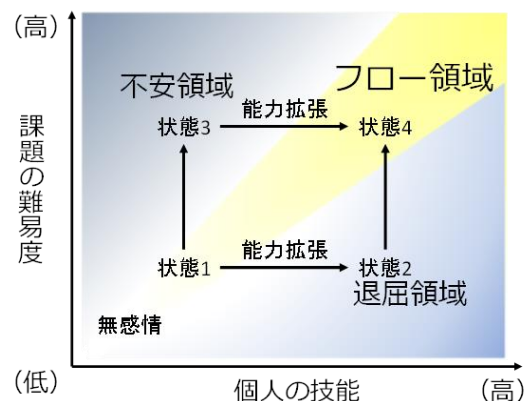 （高）
不安領域
フロー領域
状態3
能力拡張
状態4
課題の難易度
状態1
能力拡張
状態2
退屈領域
無感情
（低）
個人の技能
（高）